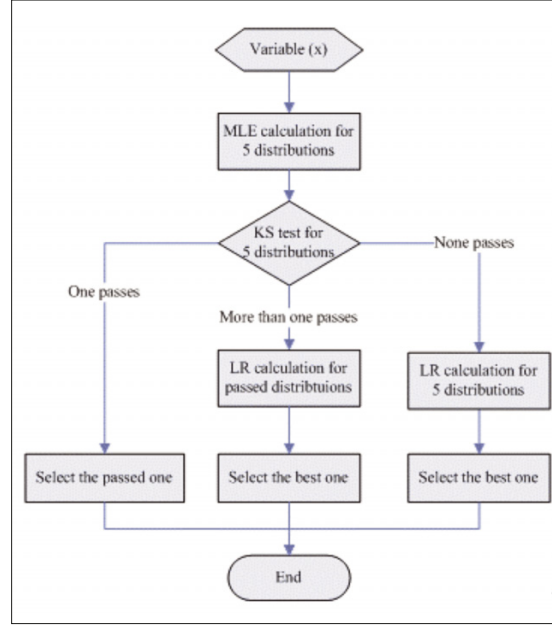 Variable (x)
MLE calculation for
5 distributions
KS test for
5 distributions
None passes
One passes
More than one passes
LR calculation for
passed distribtuions
LR calculation for
5 distributions
Select the passed one
Select the best one
Select the best one
End